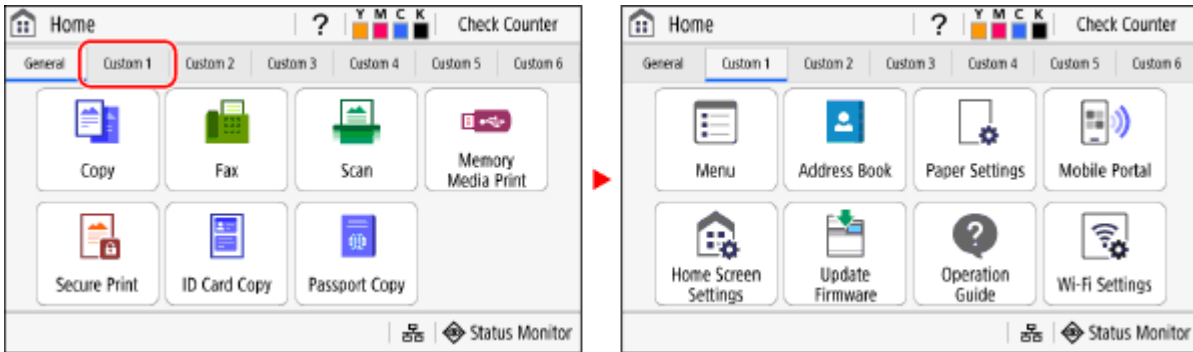 Home ? Y M C K Check Counter
General Custom 1 Custom 2 Custom 3 Custom 4 Custom 5 Custom 6
Copy Fax Scan Memory
Media Print
Secure Print ID Card Copy Passport Copy
Status Monitor
Home ? Y M C K Check Counter
General Custom 1 Custom 2 Custom 3 Custom 4 Custom 5 Custom 6
Menu Address Book Paper Settings Mobile Portal
Home Screen Update Operation Wi-Fi Settings
Settings Firmware Guide
Status Monitor